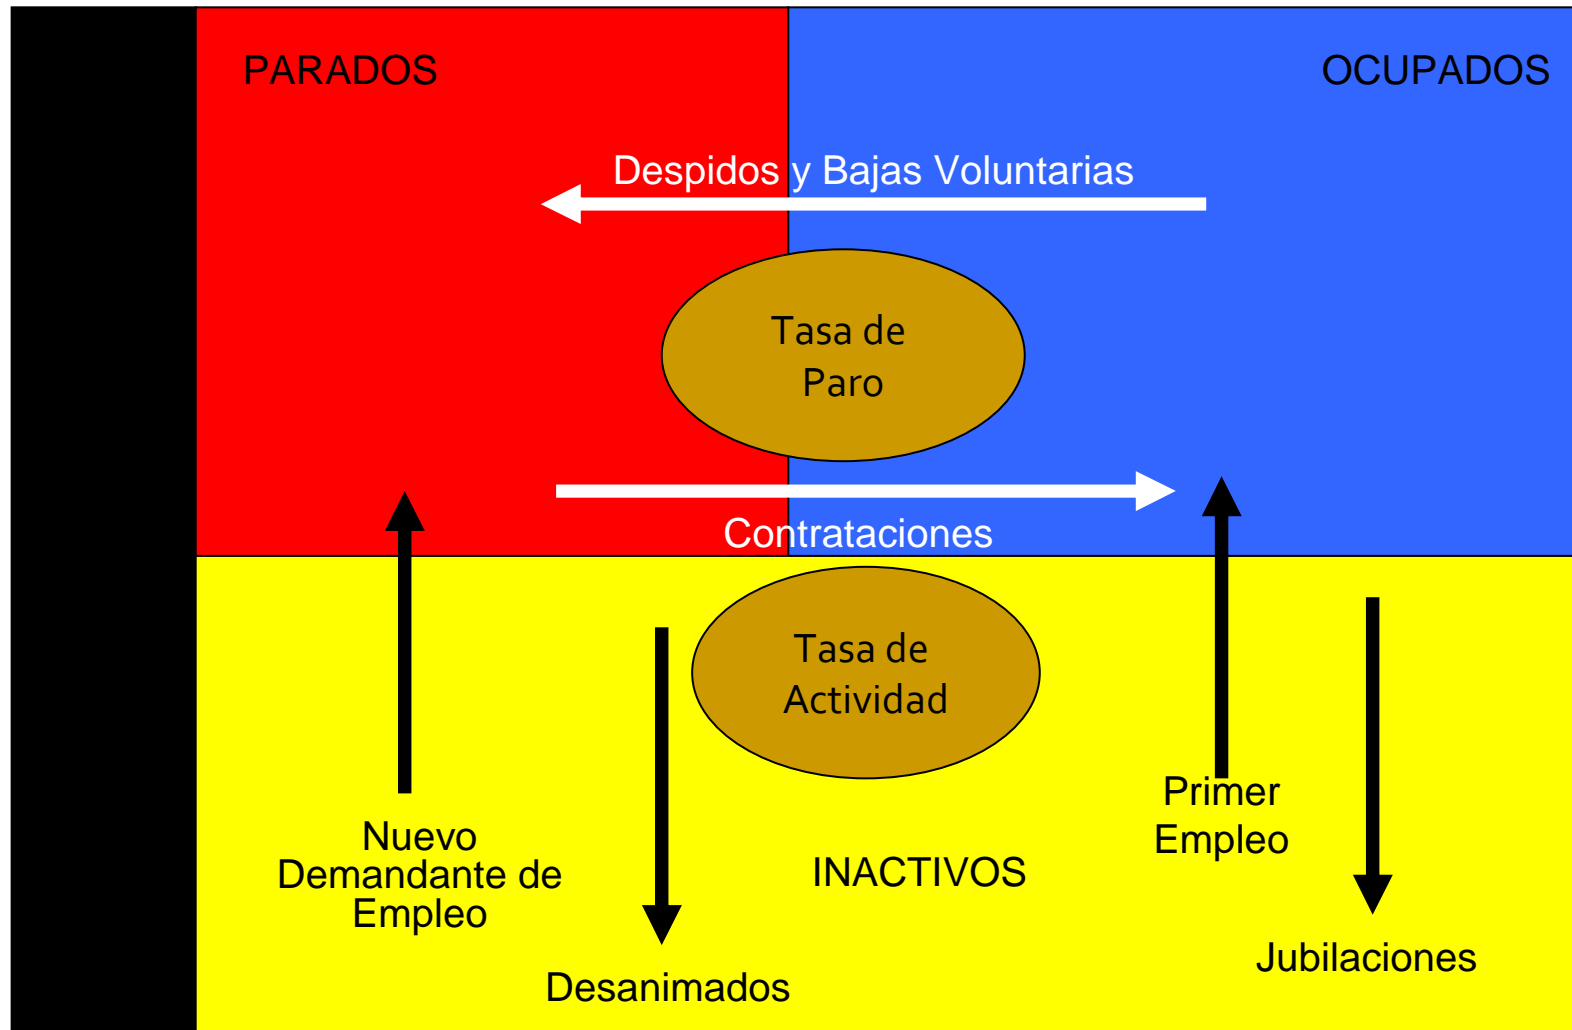 PARADOS
OCUPADOS
Despidos y Bajas Voluntarias
Tasa de
Paro
Contrataciones
Tasa de
Actividad
Primer
Empleo
Nuevo
Demandante de
Empleo
INACTIVOS
Jubilaciones
Desanimados